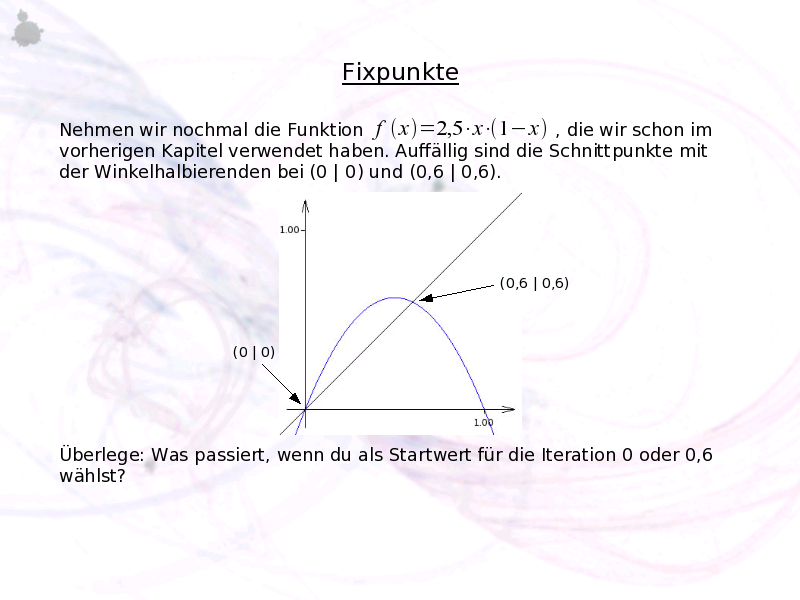 Fixpunkte
Nehmen wir nochmal die Funktion f (x)=2,5·x·(1−x) , die wir schon im
vorherigen Kapitel verwendet haben. Auffällig sind die Schnittpunkte mit
der Winkelhalbierenden bei (0 | 0) und (0,6 | 0,6).
1.00
(0,6 | 0,6)
(0 | 0)
1.00
Überlege: Was passiert, wenn du als Startwert für die Iteration 0 oder 0,6
wählst?